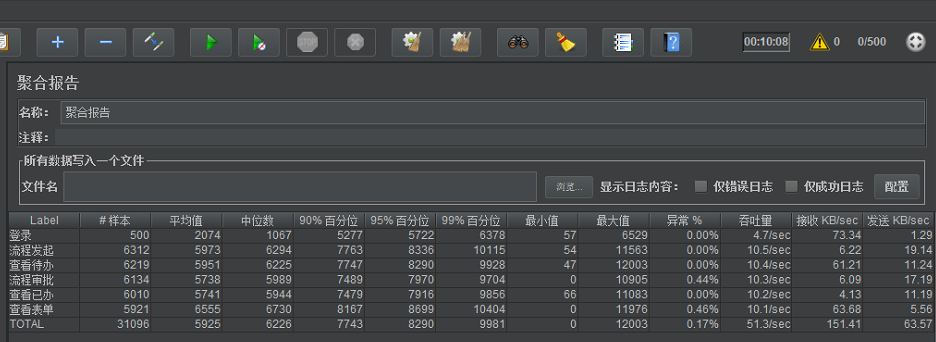 STOP
00:10:08 0 0/500
聚合报告
名称： 聚合报告
注释：
所有数据写入一个文件
文件名 浏览... 显示日志内容： 仅错误日志 仅成功日志 配置
Label # 样本 平均值 中位数 90% 百分位 95% 百分位 99% 百分位 最小值 最大值 异常 % 吞吐量 接收 KB/sec 发送 KB/sec
登录 500 2074 1067 5277 5722 6378 57 6529 0.00% 4.7/sec 73.34 1.29
流程发起 6312 5973 6294 7763 8336 10115 54 11563 0.00% 10.5/sec 6.22 19.14
查看待办 6219 5951 6225 7747 8290 9928 47 12003 0.00% 10.4/sec 61.21 11.24
流程审批 6134 5738 5989 7489 7970 9704 0 10905 0.44% 10.3/sec 6.09 17.19
查看已办 6010 5741 5944 7479 7916 9856 66 11083 0.00% 10.2/sec 4.13 11.19
查看表单 5921 6555 6730 8167 8699 10404 0 11976 0.46% 10.1/sec 63.68 5.56
TOTAL 31096 5925 6226 7743 8290 9981 0 12003 0.17% 51.3/sec 151.41 63.57